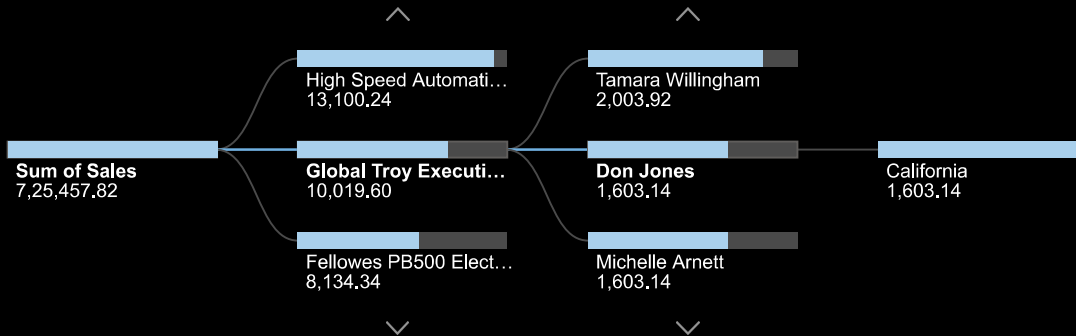 Sum of Sales
7,25,457.82
High Speed Automati...
13,100.24
Global Troy Executi...
10,019.60
Fellowes PB500 Elect...
8,134.34
Tamara Willingham
2,003.92
Don Jones
1,603.14
Michelle Arnett
1,603.14
California
1,603.14